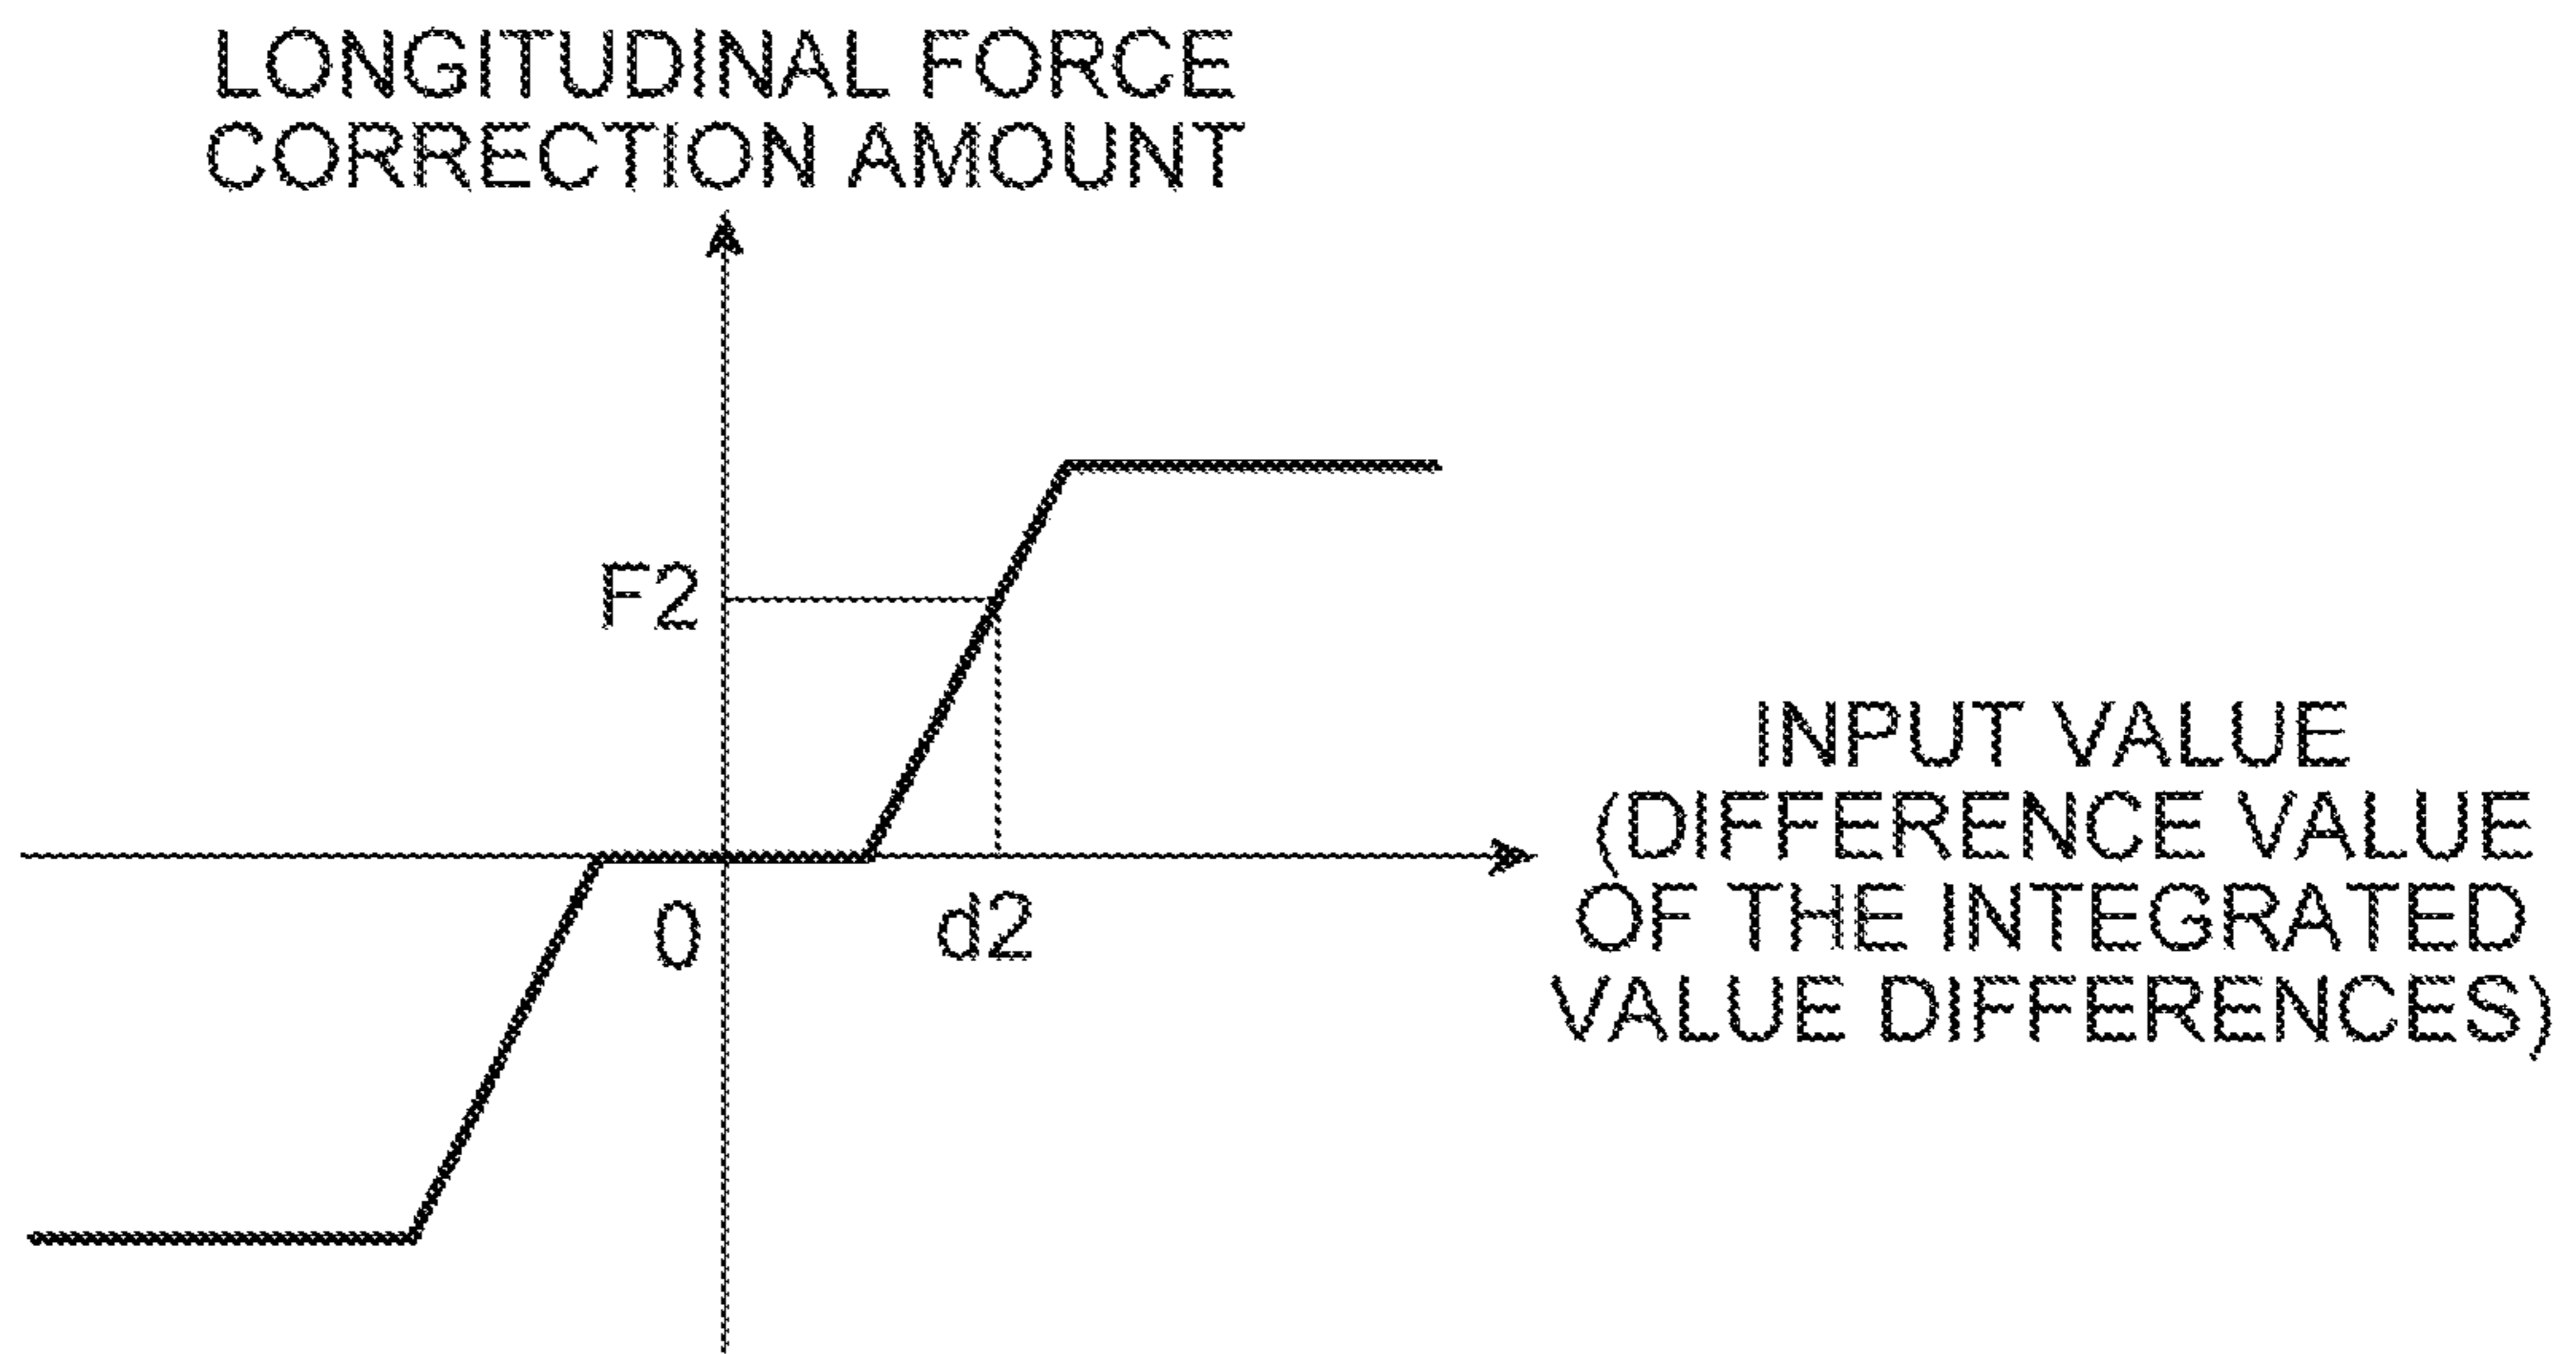 LONGITUDINAL FORCE
CORRECTION AMOUNT
F2
0
d2
INPUT VALUE
(DIFFERENCE VALUE
OF THE INTEGRATED
VALUE DIFFERENCES)